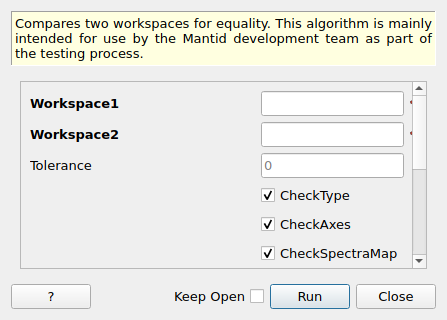 Compares two workspaces for equality. This algorithm is mainly
intended for use by the Mantid development team as part of
the testing process.
Workspace1
Workspace2
Tolerance 0
CheckType
CheckAxes
CheckSpectraMap
? Keep Open Run Close